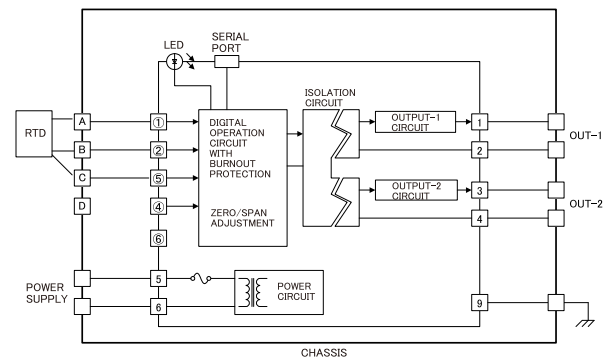 LED
SERIAL
PORT
ISOLATION
CIRCUIT
RTD
A
①
DIGITAL
OPERATION
CIRCUIT
WITH
BURNOUT
PROTECTION
OUTPUT-1
CIRCUIT
1
OUT-1
B
②
2
C
⑤
OUTPUT-2
CIRCUIT
3
OUT-2
D
④
ZERO/SPAN
ADJUSTMENT
4
⑥
POWER
SUPPLY
5
6
POWER
CIRCUIT
9
CHASSIS